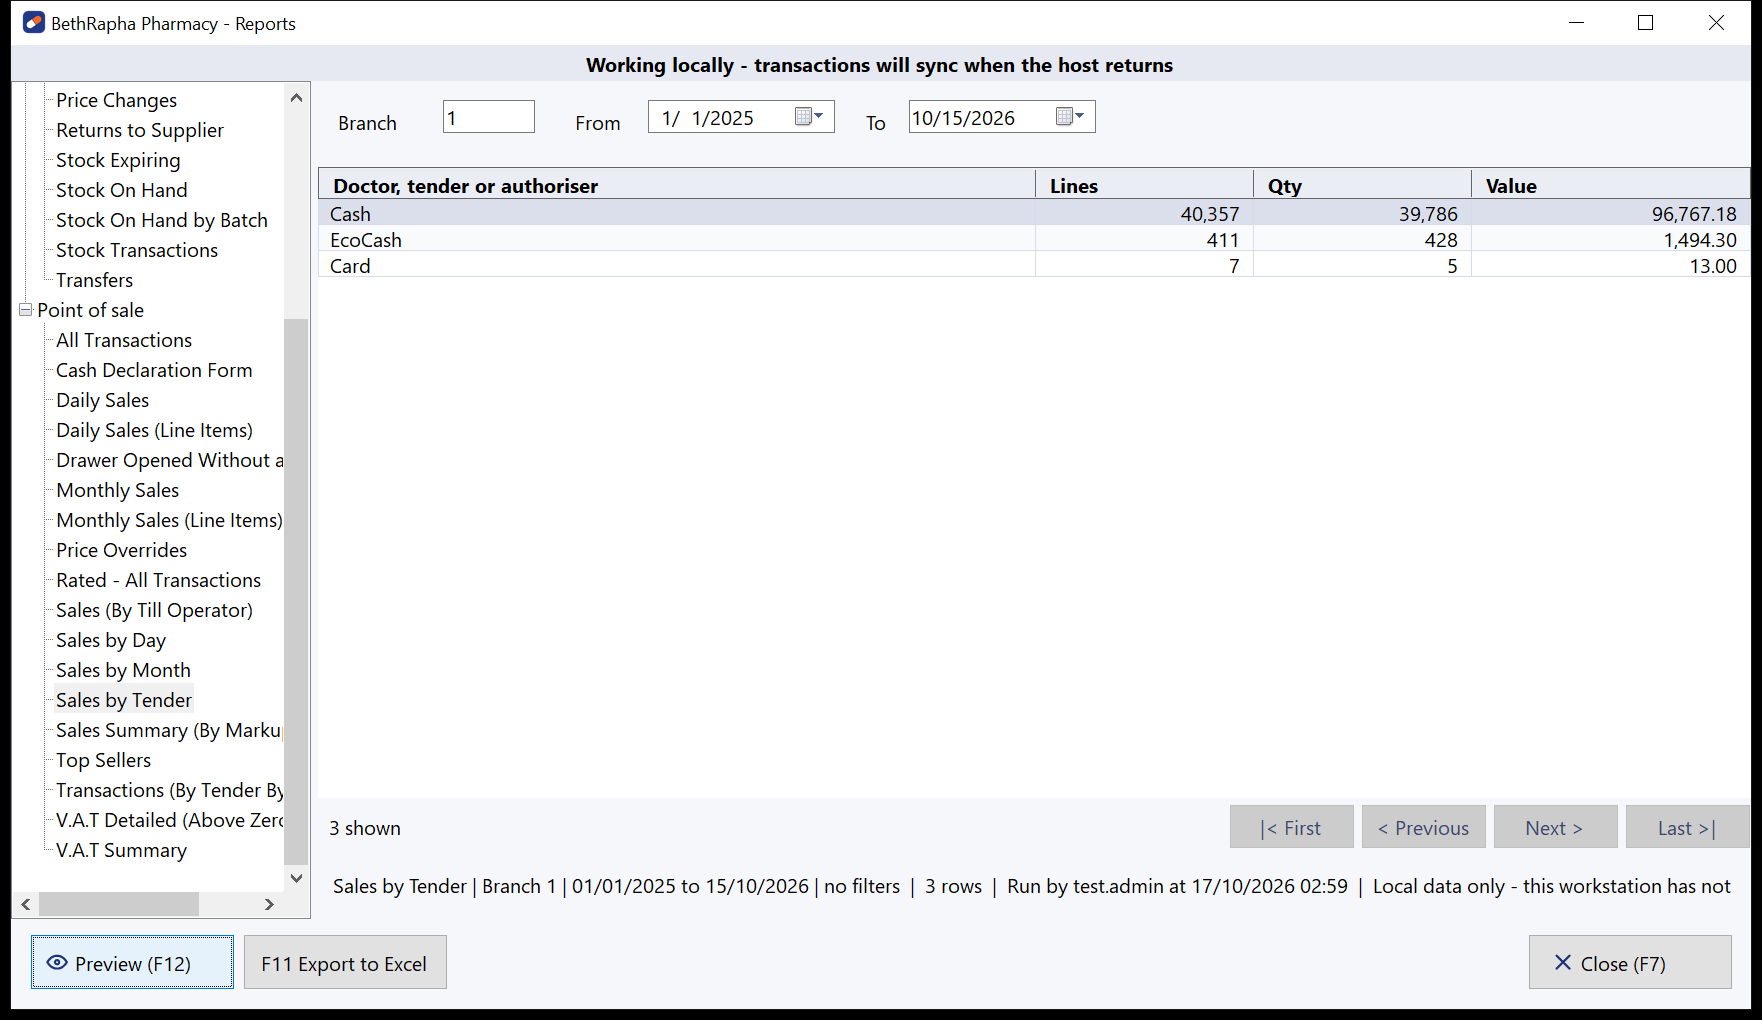 BethRapha Pharmacy - Reports
Working locally - transactions will sync when the host returns
Price Changes
Returns to Supplier
Stock Expiring
Stock On Hand
Stock On Hand by Batch
Stock Transactions
Transfers
Point of sale
All Transactions
Cash Declaration Form
Daily Sales
Daily Sales (Line Items)
Drawer Opened Without a
Monthly Sales
Monthly Sales (Line Items)
Price Overrides
Rated - All Transactions
Sales (By Till Operator)
Sales by Day
Sales by Month
Sales by Tender
Sales Summary (By Marku
Top Sellers
Transactions (By Tender By
V.A.T Detailed (Above Zero
V.A.T Summary
Branch 1 From 1/ 1/2025 To 10/15/2026
Doctor, tender or authoriser Lines Qty Value
Cash 40,357 39,786 96,767.18
EcoCash 411 428 1,494.30
Card 7 5 13.00
3 shown |< First < Previous Next > Last >|
Sales by Tender | Branch 1 | 01/01/2025 to 15/10/2026 | no filters | 3 rows | Run by test.admin at 17/10/2026 02:59 | Local data only - this workstation has not
Preview (F12) F11 Export to Excel Close (F7)